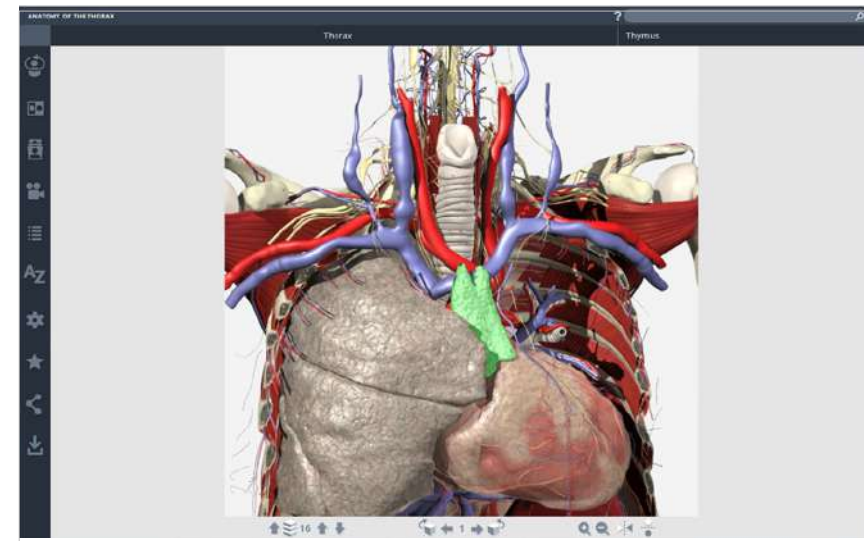 ANATOMY OF THE THORAX
?
Thorax
Thymus
AZ
16
1